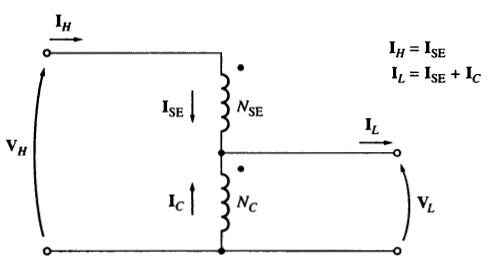 I_H
I_H = I_SE
I_L = I_SE + I_C
I_SE
N_SE
I_L
V_H
I_C
N_C
V_L